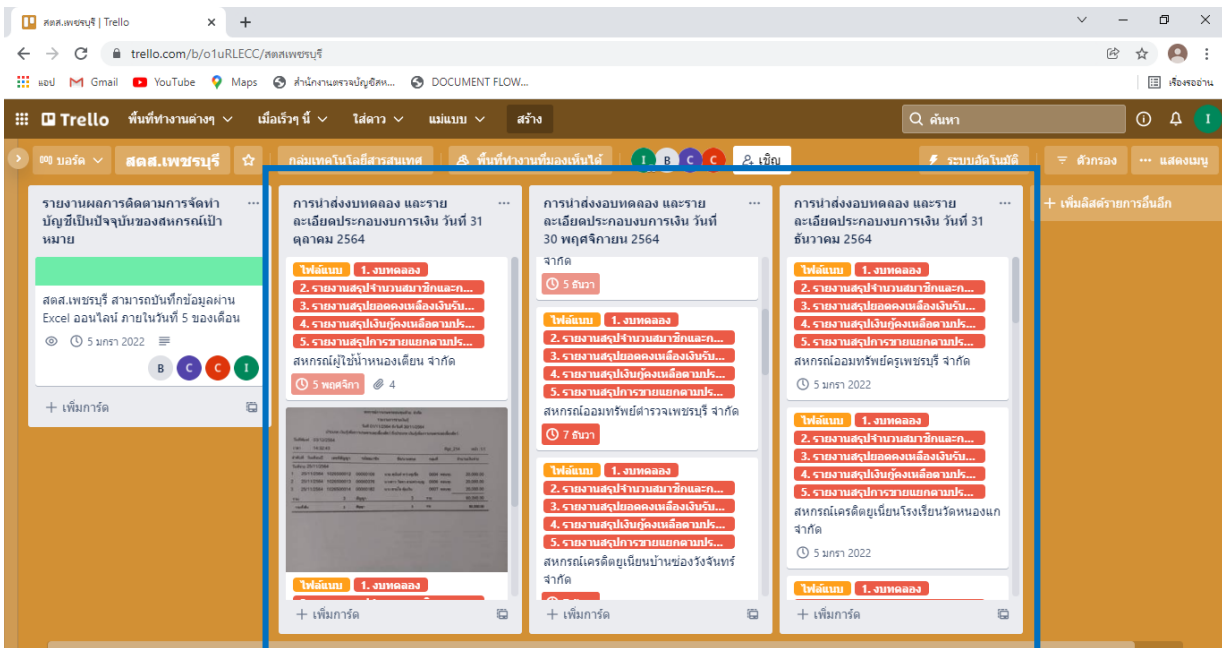 สตส.เพชรบุรี | Trello
trello.com/b/o1uRLECC/สตสเพชรบุรี
แอป Gmail YouTube Maps สำนักงานตรวจบัญชีสห... DOCUMENT FLOW... เรื่องรออ่าน
Trello พื้นที่ทำงานต่างๆ เมื่อเร็วๆ นี้ ใส่ดาว แม่แบบ สร้าง ค้นหา I
บอร์ด สตส.เพชรบุรี กลุ่มเทคโนโลยีสารสนเทศ พื้นที่ทำงานที่มองเห็นได้ I B C C เชิญ ระบบอัตโนมัติ ตัวกรอง แสดงเมนู
รายงานผลการติดตามการจัดทำ
บัญชีเป็นปัจจุบันของสหกรณ์เป้า
หมาย
สตส.เพชรบุรี สามารถบันทึกข้อมูลผ่าน
Excel ออนไลน์ ภายในวันที่ 5 ของเดือน
5 มกรา 2022
B C C I
+ เพิ่มการ์ด
การนำส่งงบทดลอง และราย
ละเอียดประกอบงบการเงิน วันที่ 31
ตุลาคม 2564
ไฟล์แนบ 1. งบทดลอง
2. รายงานสรุปจำนวนสมาชิกและก...
3. รายงานสรุปยอดคงเหลือเงินรับ...
4. รายงานสรุปเงินกู้คงเหลือตามปร...
5. รายงานสรุปการขายแยกตามปร...
สหกรณ์ผู้ใช้น้ำหนองเตียน จำกัด
5 พฤศจิกา 4
ไฟล์แนบ 1. งบทดลอง
+ เพิ่มการ์ด
การนำส่งงบทดลอง และราย
ละเอียดประกอบงบการเงิน วันที่
30 พฤศจิกายน 2564
จำกัด
5 ธันวา
ไฟล์แนบ 1. งบทดลอง
2. รายงานสรุปจำนวนสมาชิกและก...
3. รายงานสรุปยอดคงเหลือเงินรับ...
4. รายงานสรุปเงินกู้คงเหลือตามปร...
5. รายงานสรุปการขายแยกตามปร...
สหกรณ์ออมทรัพย์ตำรวจเพชรบุรี จำกัด
7 ธันวา
ไฟล์แนบ 1. งบทดลอง
2. รายงานสรุปจำนวนสมาชิกและก...
3. รายงานสรุปยอดคงเหลือเงินรับ...
4. รายงานสรุปเงินกู้คงเหลือตามปร...
5. รายงานสรุปการขายแยกตามปร...
สหกรณ์เครดิตยูเนี่ยนบ้านช่องวังจันทร์
จำกัด
+ เพิ่มการ์ด
การนำส่งงบทดลอง และราย
ละเอียดประกอบงบการเงิน วันที่ 31
ธันวาคม 2564
ไฟล์แนบ 1. งบทดลอง
2. รายงานสรุปจำนวนสมาชิกและก...
3. รายงานสรุปยอดคงเหลือเงินรับ...
4. รายงานสรุปเงินกู้คงเหลือตามปร...
5. รายงานสรุปการขายแยกตามปร...
สหกรณ์ออมทรัพย์ครูเพชรบุรี จำกัด
5 มกรา 2022
ไฟล์แนบ 1. งบทดลอง
2. รายงานสรุปจำนวนสมาชิกและก...
3. รายงานสรุปยอดคงเหลือเงินรับ...
4. รายงานสรุปเงินกู้คงเหลือตามปร...
5. รายงานสรุปการขายแยกตามปร...
สหกรณ์เครดิตยูเนี่ยนโรงเรียนวัดหนองแก
จำกัด
5 มกรา 2022
ไฟล์แนบ 1. งบทดลอง
+ เพิ่มการ์ด
+ เพิ่มลิสต์รายการอื่นอีก